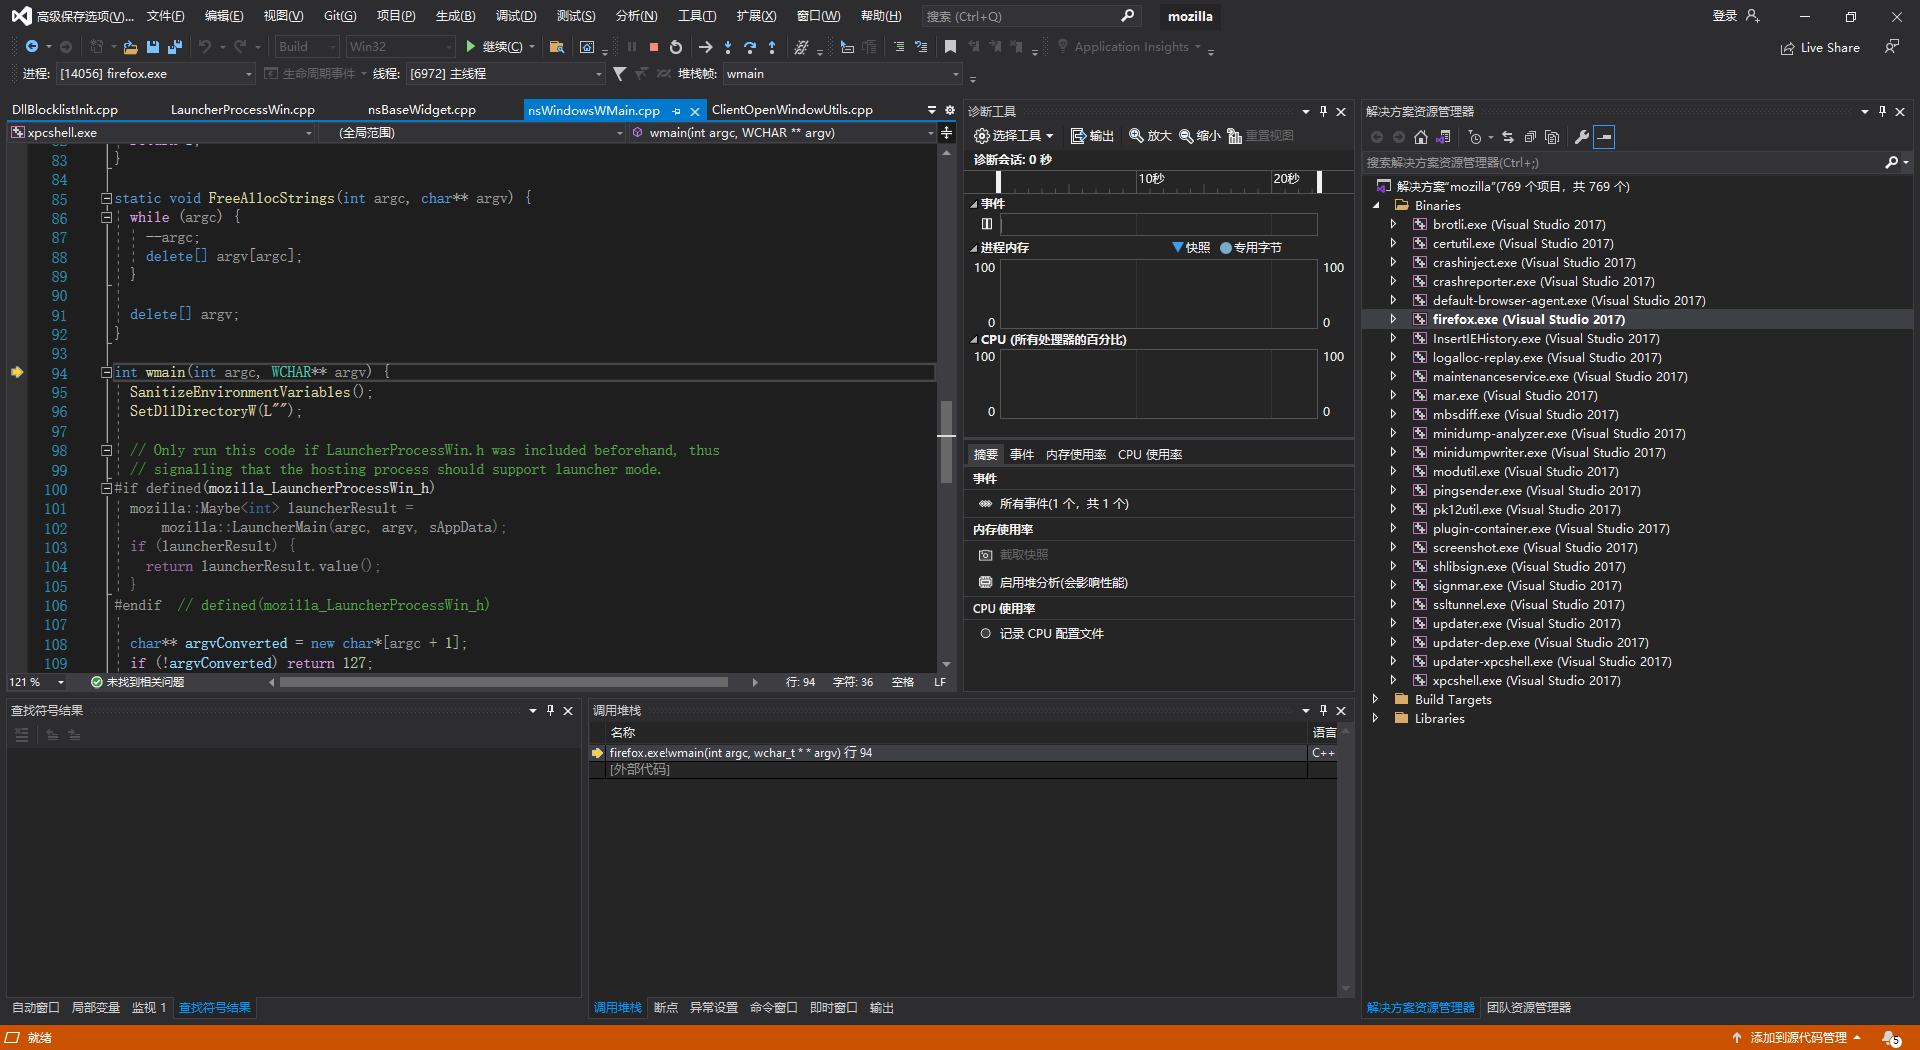 高级保存选项(V)... 文件(F) 编辑(E) 视图(V) Git(G) 项目(P) 生成(B) 调试(D) 测试(S) 分析(N) 工具(T) 扩展(X) 窗口(W) 帮助(H) 搜索 (Ctrl+Q) mozilla 登录
Build Win32 继续(C) Application Insights Live Share
进程: [14056] firefox.exe 生命周期事件 线程: [6972] 主线程 堆栈帧: wmain
DllBlocklistInit.cpp LauncherProcessWin.cpp nsBaseWidget.cpp nsWindowsWMain.cpp ClientOpenWindowUtils.cpp
xpcshell.exe (全局范围) wmain(int argc, WCHAR ** argv)
83 }
84
85 static void FreeAllocStrings(int argc, char** argv) {
86 while (argc) {
87 --argc;
88 delete[] argv[argc];
89 }
90
91 delete[] argv;
92 }
93
94 int wmain(int argc, WCHAR** argv) {
95 SanitizeEnvironmentVariables();
96 SetDllDirectoryW(L"");
97
98 // Only run this code if LauncherProcessWin.h was included beforehand, thus
99 // signalling that the hosting process should support launcher mode.
100 #if defined(mozilla_LauncherProcessWin_h)
101 mozilla::Maybe<int> launcherResult =
102 mozilla::LauncherMain(argc, argv, sAppData);
103 if (launcherResult) {
104 return launcherResult.value();
105 }
106 #endif // defined(mozilla_LauncherProcessWin_h)
107
108 char** argvConverted = new char*[argc + 1];
109 if (!argvConverted) return 127;
121 % 未找到相关问题 行: 94 字符: 36 空格 LF
诊断工具
选择工具 输出 放大 缩小 重置视图
诊断会话: 0 秒
10秒 20秒
事件
进程内存 快照 专用字节
100 100
0 0
CPU (所有处理器的百分比)
100 100
0 0
摘要 事件 内存使用率 CPU 使用率
事件
所有事件(1 个，共 1 个)
内存使用率
截取快照
启用堆分析(会影响性能)
CPU 使用率
记录 CPU 配置文件
解决方案资源管理器
搜索解决方案资源管理器(Ctrl+;)
解决方案"mozilla"(769 个项目，共 769 个)
Binaries
brotli.exe (Visual Studio 2017)
certutil.exe (Visual Studio 2017)
crashinject.exe (Visual Studio 2017)
crashreporter.exe (Visual Studio 2017)
default-browser-agent.exe (Visual Studio 2017)
firefox.exe (Visual Studio 2017)
InsertIEHistory.exe (Visual Studio 2017)
logalloc-replay.exe (Visual Studio 2017)
maintenanceservice.exe (Visual Studio 2017)
mar.exe (Visual Studio 2017)
mbsdiff.exe (Visual Studio 2017)
minidump-analyzer.exe (Visual Studio 2017)
minidumpwriter.exe (Visual Studio 2017)
modutil.exe (Visual Studio 2017)
pingsender.exe (Visual Studio 2017)
pk12util.exe (Visual Studio 2017)
plugin-container.exe (Visual Studio 2017)
screenshot.exe (Visual Studio 2017)
shlibsign.exe (Visual Studio 2017)
signmar.exe (Visual Studio 2017)
ssltunnel.exe (Visual Studio 2017)
updater.exe (Visual Studio 2017)
updater-dep.exe (Visual Studio 2017)
updater-xpcshell.exe (Visual Studio 2017)
xpcshell.exe (Visual Studio 2017)
Build Targets
Libraries
查找符号结果
调用堆栈
名称 语言
firefox.exe!wmain(int argc, wchar_t * * argv) 行 94 C++
[外部代码]
自动窗口 局部变量 监视 1 查找符号结果
调用堆栈 断点 异常设置 命令窗口 即时窗口 输出
解决方案资源管理器 团队资源管理器
就绪 添加到源代码管理 5